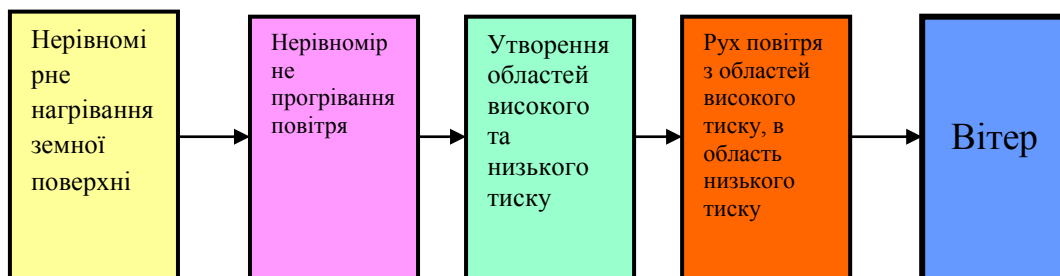 Нерівномі
рне
нагрівання
земної
поверхні
Нерівномір
не
прогрівання
повітря
Утворення
областей
високого
та
низького
тиску
Рух повітря
з областей
високого
тиску, в
область
низького
тиску
Вітер